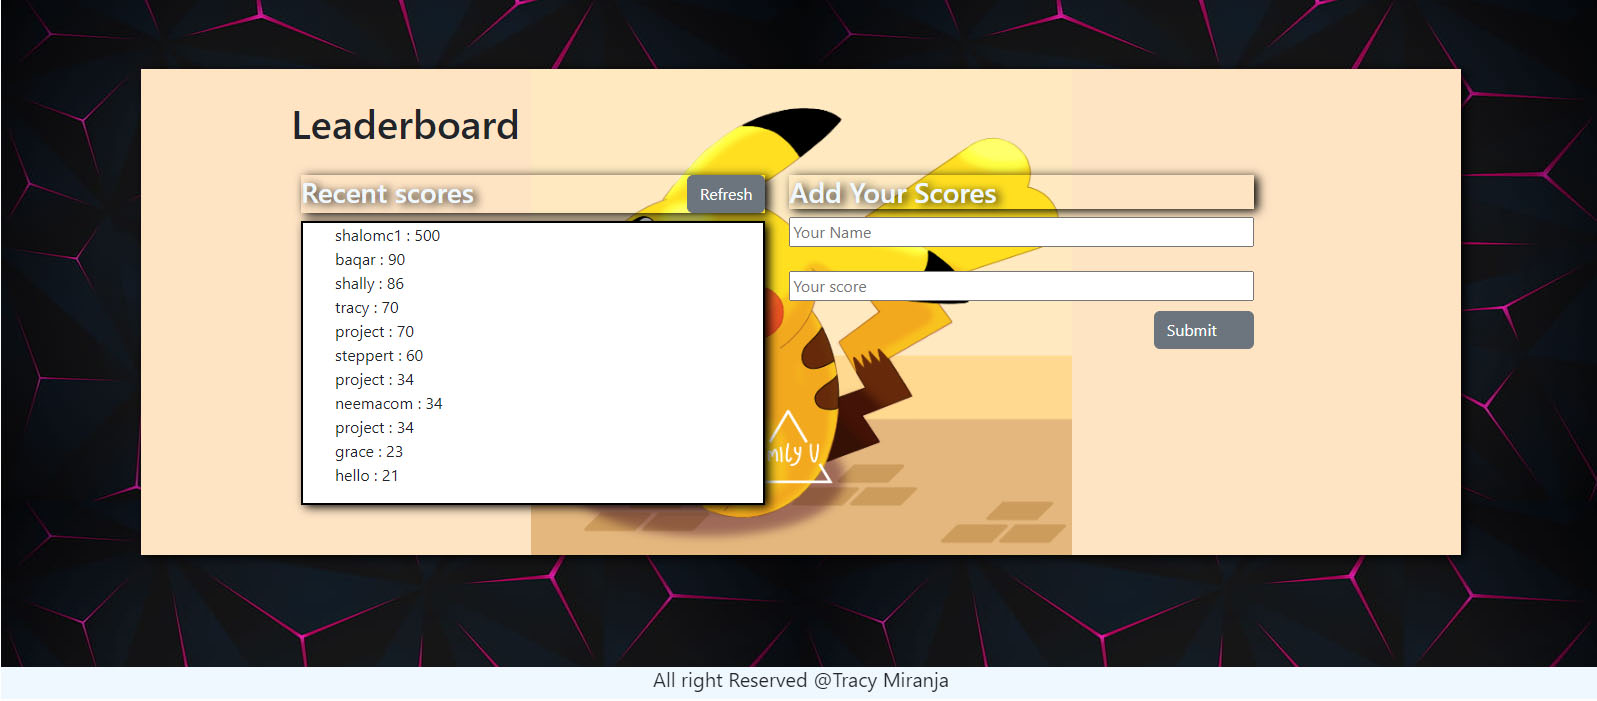 Leaderboard
Recent scores
Refresh
shalomc1 : 500
baqar : 90
shally : 86
tracy : 70
project : 70
steppert : 60
project : 34
neemacom : 34
project : 34
grace : 23
hello : 21
Add Your Scores
Your Name
Your score
Submit
All right Reserved @Tracy Miranja